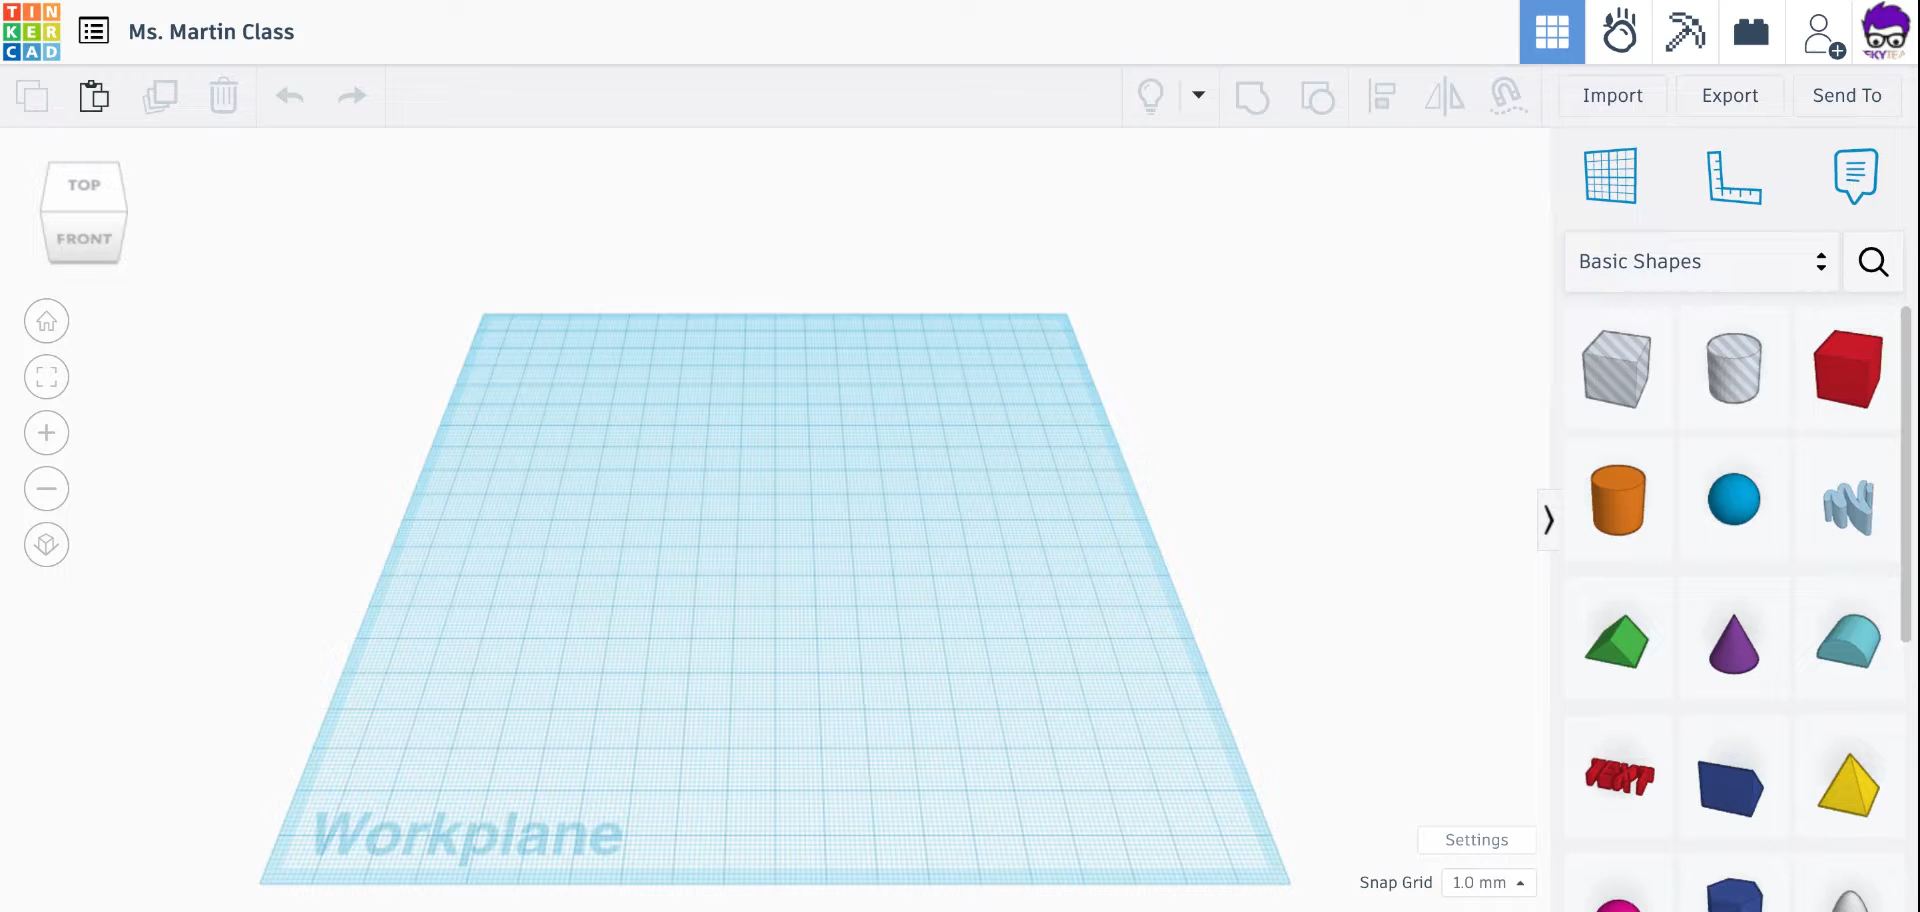 TIN
KER
CAD
Ms. Martin Class
Import
Export
Send To
TOP
FRONT
Basic Shapes
TEXT
Workplane
Settings
Snap Grid
1.0 mm